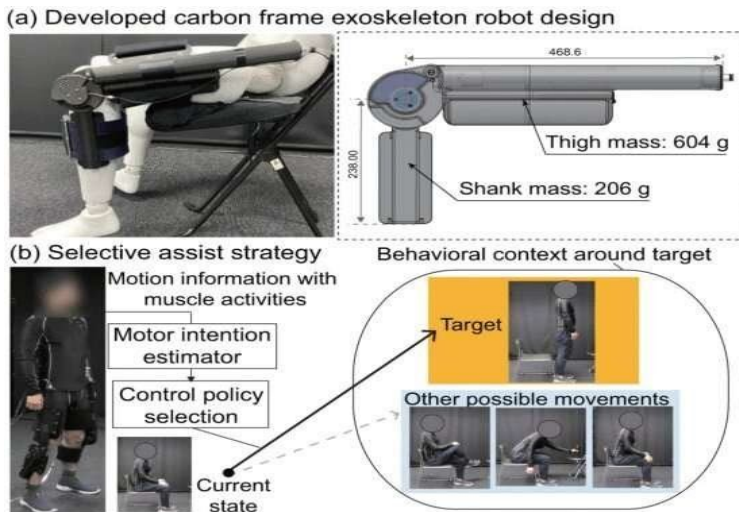 (a) Developed carbon frame exoskeleton robot design
468.6
238.00
Thigh mass: 604 g
Shank mass: 206 g
(b) Selective assist strategy
Motion information with
muscle activities
Motor intention
estimator
Control policy
selection
Current
state
Behavioral context around target
Target
Other possible movements